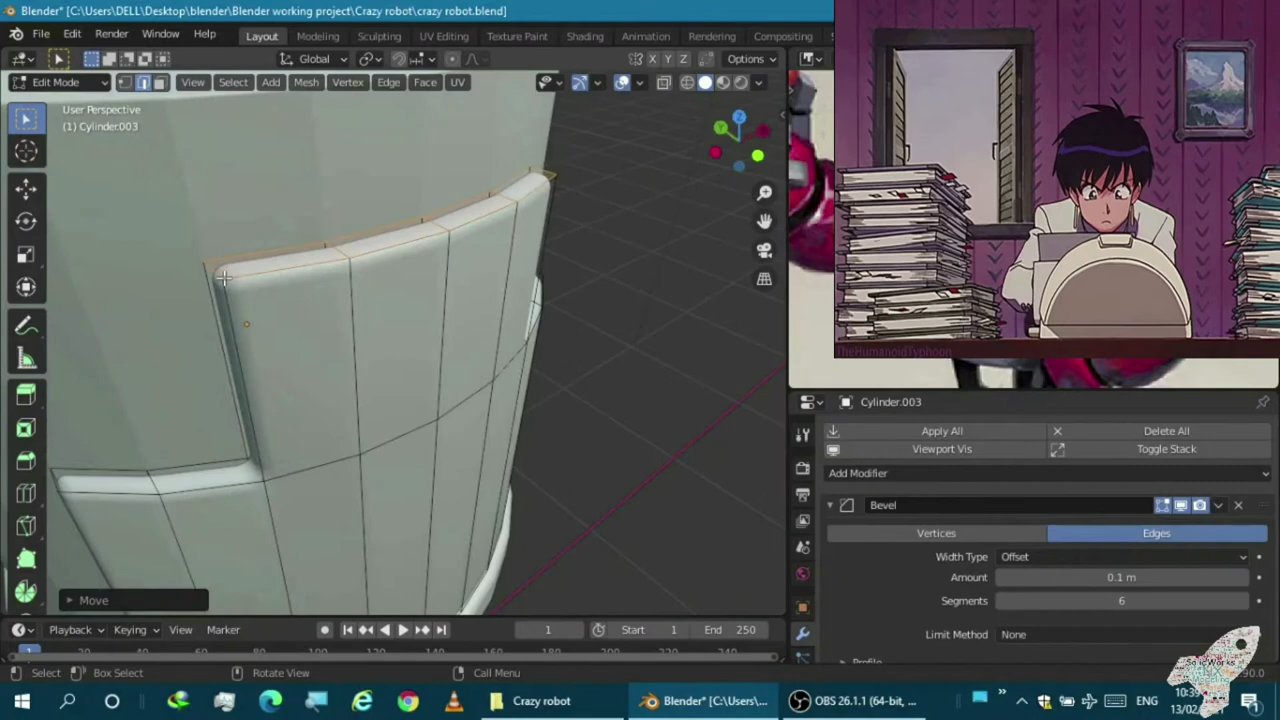 Blender* [C:\Users\DELL\Desktop\blender\Blender working project\Crazy robot\crazy robot.blend]
File Edit Render Window Help Layout Modeling Sculpting UV Editing Texture Paint Shading Animation Rendering Compositing
Global X Y Z Options
Edit Mode View Select Add Mesh Vertex Edge Face UV
User Perspective
(1) Cylinder.003
TheHumanoidTyphoon
Cylinder.003
Apply All Delete All
Viewport Vis Toggle Stack
Add Modifier
Bevel
Vertices Edges
Width Type Offset
Amount 0.1 m
Segments 6
Limit Method None
Move
Playback Keying View Marker 1 Start 1 End 250
Select Box Select Rotate View Call Menu
SolidWorks
Crazy robot Blender* [C:\Users\... OBS 26.1.1 (64-bit, ... ENG